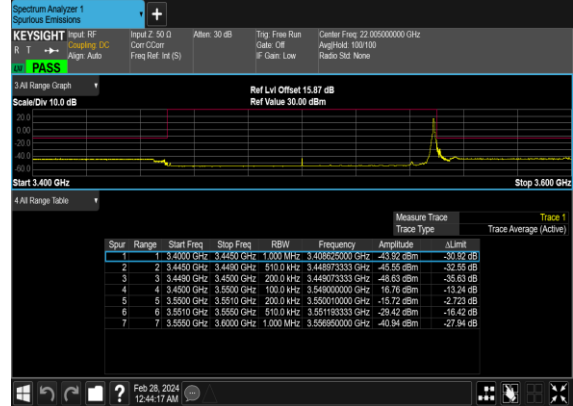 Spectrum Analyzer 1
Spurious Emissions
+
KEYSIGHT Input: RF Input Z: 50 Ω Atten: 30 dB Trig: Free Run Center Freq: 22.005000000 GHz
R T Coupling: DC Corr CCorr Gate: Off Avg|Hold: 100/100
Align: Auto Freq Ref: Int (S) IF Gain: Low Radio Std: None
PASS
3 All Range Graph
Ref Lvl Offset 15.87 dB
Scale/Div 10.0 dB Ref Value 30.00 dBm
20.0
0.00
-20.0
-40.0
-60.0
Start 3.400 GHz Stop 3.600 GHz
4 All Range Table
Measure Trace Trace 1
Trace Type Trace Average (Active)
Spur Range Start Freq Stop Freq RBW Frequency Amplitude ΔLimit
1 1 3.4000 GHz 3.4450 GHz 1.000 MHz 3.408625000 GHz -43.92 dBm -30.92 dB
2 2 3.4450 GHz 3.4490 GHz 510.0 kHz 3.448973333 GHz -45.55 dBm -32.55 dB
3 3 3.4490 GHz 3.4500 GHz 200.0 kHz 3.449073333 GHz -48.63 dBm -35.63 dB
4 4 3.4500 GHz 3.5500 GHz 100.0 kHz 3.549000000 GHz 16.76 dBm -13.24 dB
5 5 3.5500 GHz 3.5510 GHz 200.0 kHz 3.550010000 GHz -15.72 dBm -2.723 dB
6 6 3.5510 GHz 3.5550 GHz 510.0 kHz 3.551193333 GHz -29.42 dBm -16.42 dB
7 7 3.5550 GHz 3.6000 GHz 1.000 MHz 3.556950000 GHz -40.94 dBm -27.94 dB
? Feb 28, 2024
12:44:17 AM